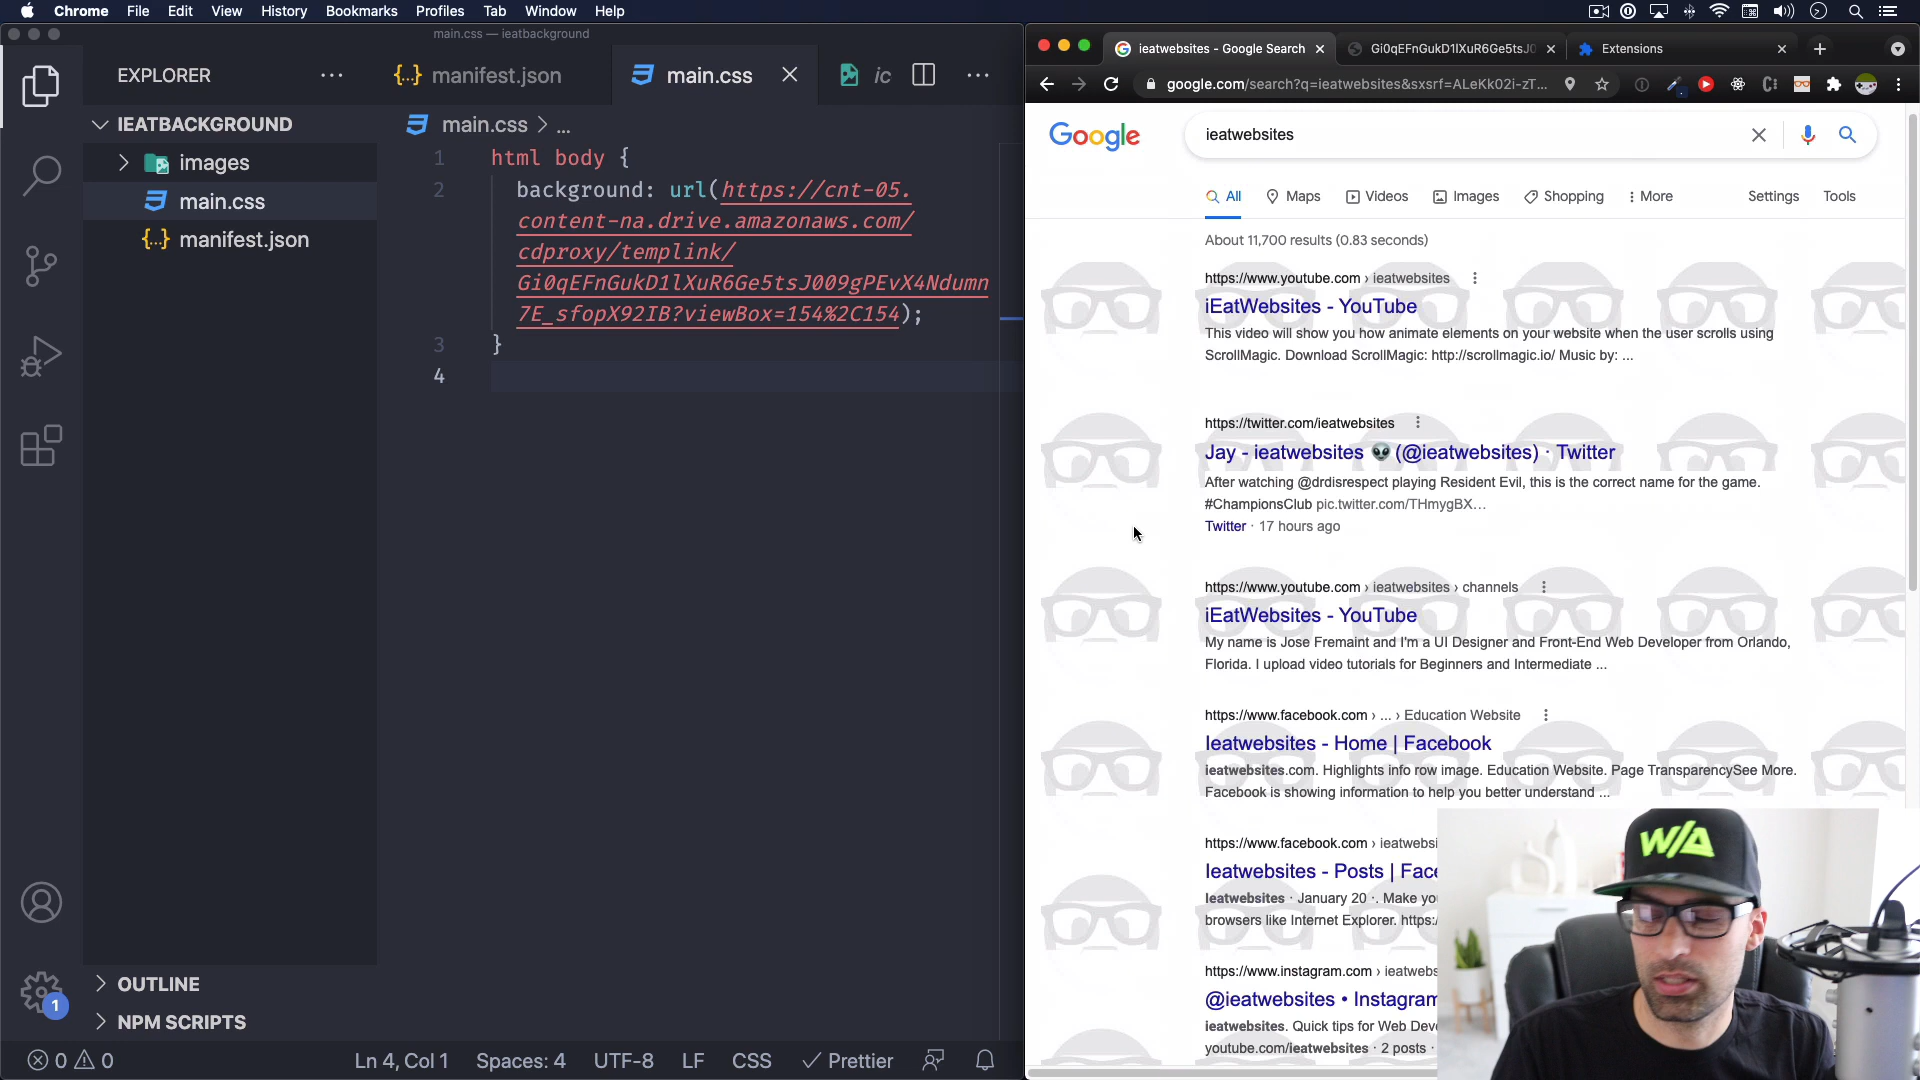 Chrome File Edit View History Bookmarks Profiles Tab Window Help
main.css — ieatbackground
EXPLORER
IEATBACKGROUND
images
main.css
manifest.json
OUTLINE
NPM SCRIPTS
manifest.json
main.css
ic
main.css > ...
1 html body {
2 background: url(https://cnt-05.
content-na.drive.amazonaws.com/
cdproxy/templink/
Gi0qEFnGukD1lXuR6Ge5tsJ009gPEvX4Ndumn
7E_sfopX92IB?viewBox=154%2C154);
3 }
4
1
0 0 Ln 4, Col 1 Spaces: 4 UTF-8 LF CSS Prettier
ieatwebsites - Google Search
Gi0qEFnGukD1lXuR6Ge5tsJ0
Extensions
google.com/search?q=ieatwebsites&sxsrf=ALeKk02i-zT...
Google
ieatwebsites
All Maps Videos Images Shopping More Settings Tools
About 11,700 results (0.83 seconds)
https://www.youtube.com › ieatwebsites
iEatWebsites - YouTube
This video will show you how animate elements on your website when the user scrolls using
ScrollMagic. Download ScrollMagic: http://scrollmagic.io/ Music by: ...
https://twitter.com/ieatwebsites
Jay - ieatwebsites 👽 (@ieatwebsites) · Twitter
After watching @drdisrespect playing Resident Evil, this is the correct name for the game.
#ChampionsClub pic.twitter.com/THmygBX...
Twitter · 17 hours ago
https://www.youtube.com › ieatwebsites › channels
iEatWebsites - YouTube
My name is Jose Fremaint and I'm a UI Designer and Front-End Web Developer from Orlando,
Florida. I upload video tutorials for Beginners and Intermediate ...
https://www.facebook.com › ... › Education Website
Ieatwebsites - Home | Facebook
ieatwebsites.com. Highlights info row image. Education Website. Page TransparencySee More.
Facebook is showing information to help you better understand ...
https://www.facebook.com › ieatwebsi
Ieatwebsites - Posts | Face
Ieatwebsites · January 20 ·. Make yo
browsers like Internet Explorer. https:/
https://www.instagram.com › ieatwebs
@ieatwebsites • Instagram
ieatwebsites. Quick tips for Web Deve
youtube.com/ieatwebsites · 2 posts ·
W/A